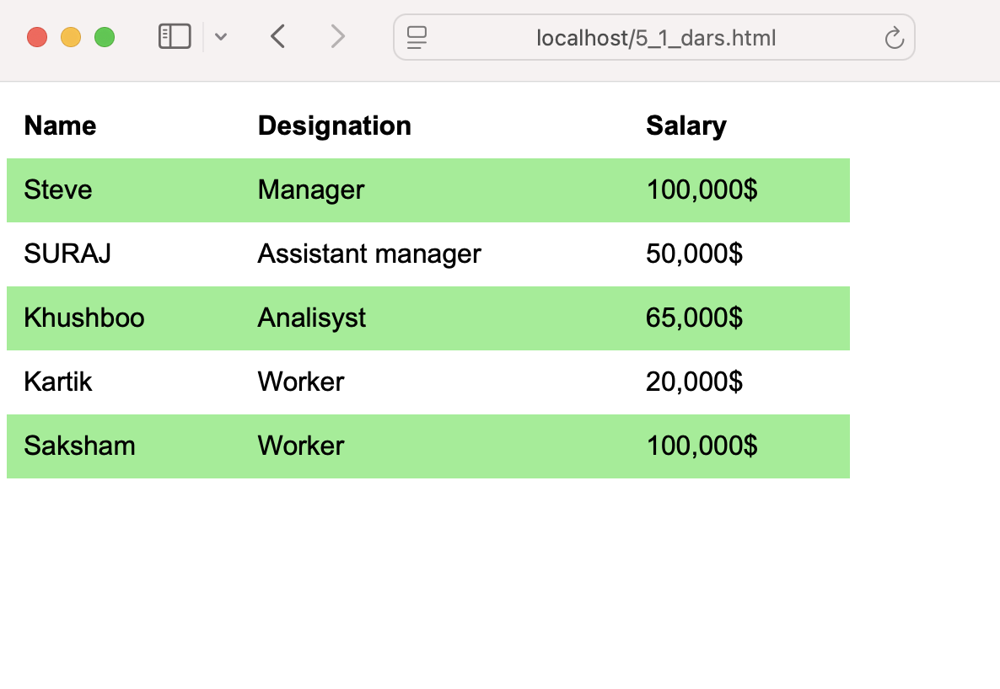 localhost/5_1_dars.html
Name Designation Salary
Steve Manager 100,000$
SURAJ Assistant manager 50,000$
Khushboo Analisyst 65,000$
Kartik Worker 20,000$
Saksham Worker 100,000$